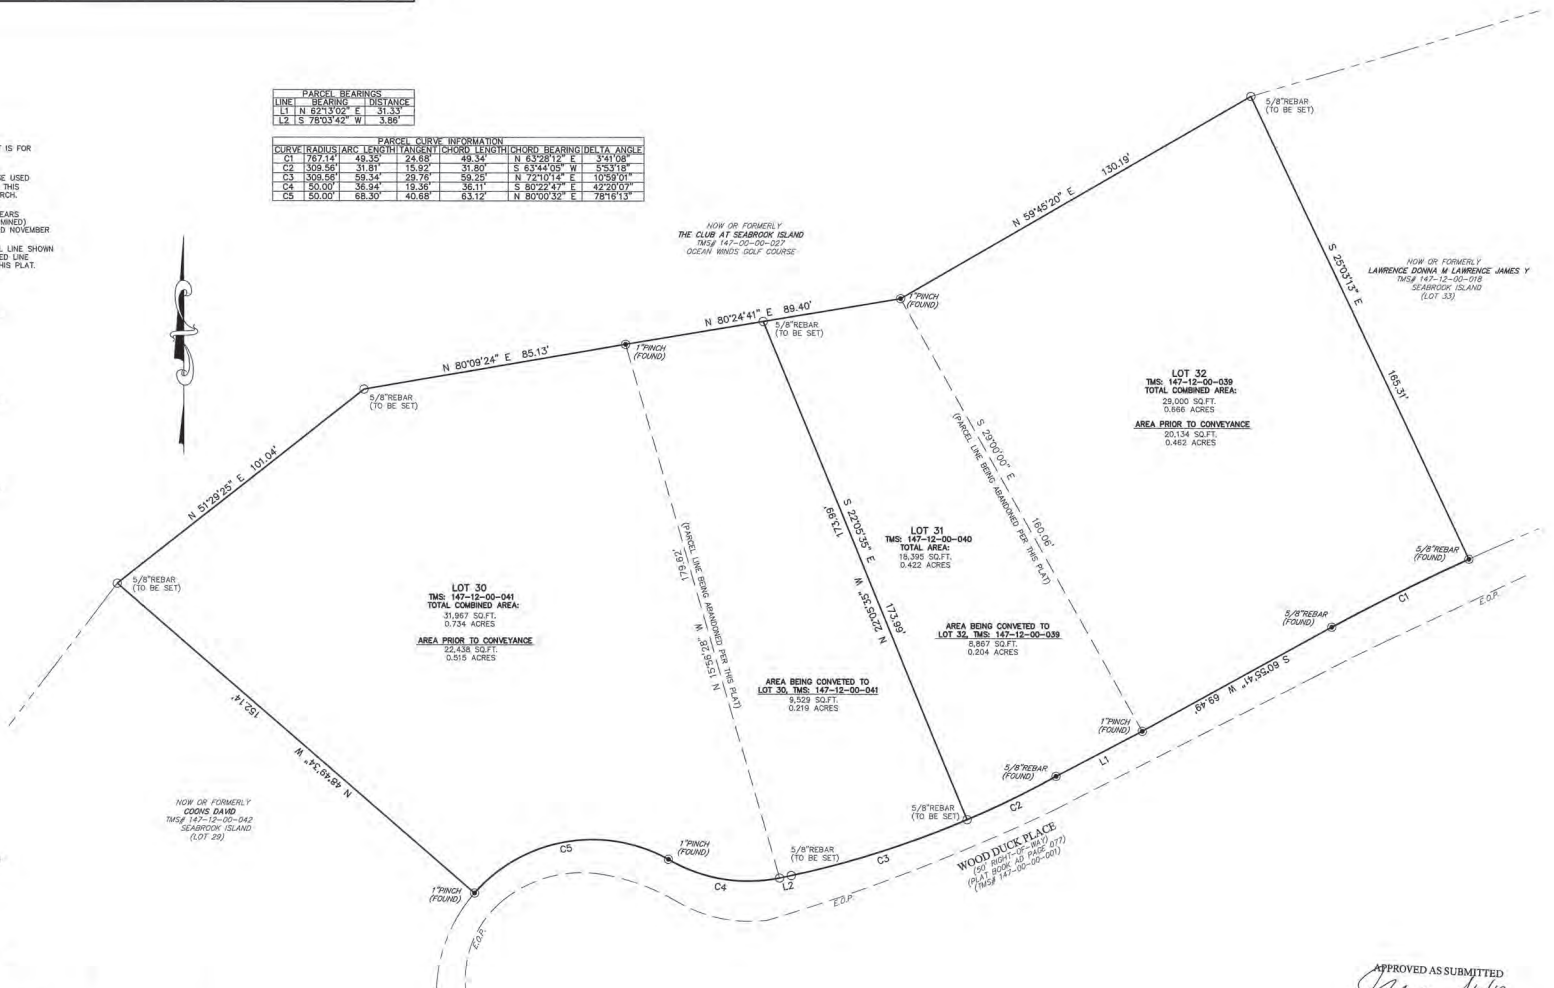 PARCEL BEARINGS
LINE BEARING DISTANCE
L1 N 62°13'02" E 31.33'
L2 S 78°03'42" W 3.86'
PARCEL CURVE INFORMATION
CURVE RADIUS ARC LENGTH TANGENT CHORD LENGTH CHORD BEARING DELTA ANGLE
C1 767.14' 49.35' 24.68' 49.34' N 63°28'12" E 3°41'08"
C2 309.56' 31.81' 15.92' 31.80' S 63°44'05" W 5°53'18"
C3 309.56' 59.34' 29.76' 59.25' N 72°10'14" E 10°59'01"
C4 50.00' 36.94' 19.36' 36.11' S 80°22'47" E 42°20'07"
C5 50.00' 68.30' 40.68' 63.12' N 80°00'32" E 78°16'13"
IS FOR
SE USED
THIS
RCH.
EARS
RMINED)
D NOVEMBER
L LINE SHOWN
ED LINE
HIS PLAT.
NOW OR FORMERLY
THE CLUB AT SEABROOK ISLAND
TMS# 147-00-00-027
OCEAN WINDS GOLF COURSE
5/8"REBAR
(TO BE SET)
N 59°45'20" E 130.19'
S 25°03'13" E
165.31'
NOW OR FORMERLY
LAWRENCE DONNA M LAWRENCE JAMES Y
TMS# 147-12-00-018
SEABROOK ISLAND
(LOT 33)
1"PINCH
(FOUND)
N 80°24'41" E 89.40'
5/8"REBAR
(TO BE SET)
1"PINCH
(FOUND)
N 80°09'24" E 85.13'
5/8"REBAR
(TO BE SET)
N 51°29'25" E 101.04'
5/8"REBAR
(TO BE SET)
LOT 32
TMS: 147-12-00-039
TOTAL COMBINED AREA:
29,000 SQ.FT.
0.666 ACRES
AREA PRIOR TO CONVEYANCE
20,134 SQ.FT.
0.462 ACRES
S 29°00'00" E 160.06'
(PARCEL LINE BEING ABANDONED PER THIS PLAT)
S 22°05'35" E
173.99'
N 22°05'35" W
173.99'
LOT 31
TMS: 147-12-00-040
TOTAL AREA:
18,395 SQ.FT.
0.422 ACRES
(PARCEL LINE BEING ABANDONED PER THIS PLAT)
179.62'
N 15°56'28" W
LOT 30
TMS: 147-12-00-041
TOTAL COMBINED AREA:
31,967 SQ.FT.
0.734 ACRES
AREA PRIOR TO CONVEYANCE
22,438 SQ.FT.
0.515 ACRES
AREA BEING CONVETED TO
LOT 32, TMS: 147-12-00-039
8,867 SQ.FT.
0.204 ACRES
AREA BEING CONVETED TO
LOT 30, TMS: 147-12-00-041
9,529 SQ.FT.
0.219 ACRES
5/8"REBAR
(FOUND)
C1
E.O.P.
5/8"REBAR
(FOUND)
S 60°55'41" W 69.49'
1"PINCH
(FOUND)
L1
5/8"REBAR
(FOUND)
C2
5/8"REBAR
(TO BE SET)
WOOD DUCK PLACE
(50' RIGHT-OF-WAY)
(PLAT BOOK AD PAGE 077)
(TMS# 147-00-00-001)
C3
5/8"REBAR
(TO BE SET)
L2
C4
1"PINCH
(FOUND)
C5
E.O.P.
152.14'
N 48°49'34" W
NOW OR FORMERLY
COONS DAVID
TMS# 147-12-00-042
SEABROOK ISLAND
(LOT 29)
1"PINCH
(FOUND)
E.O.P.
APPROVED AS SUBMITTED